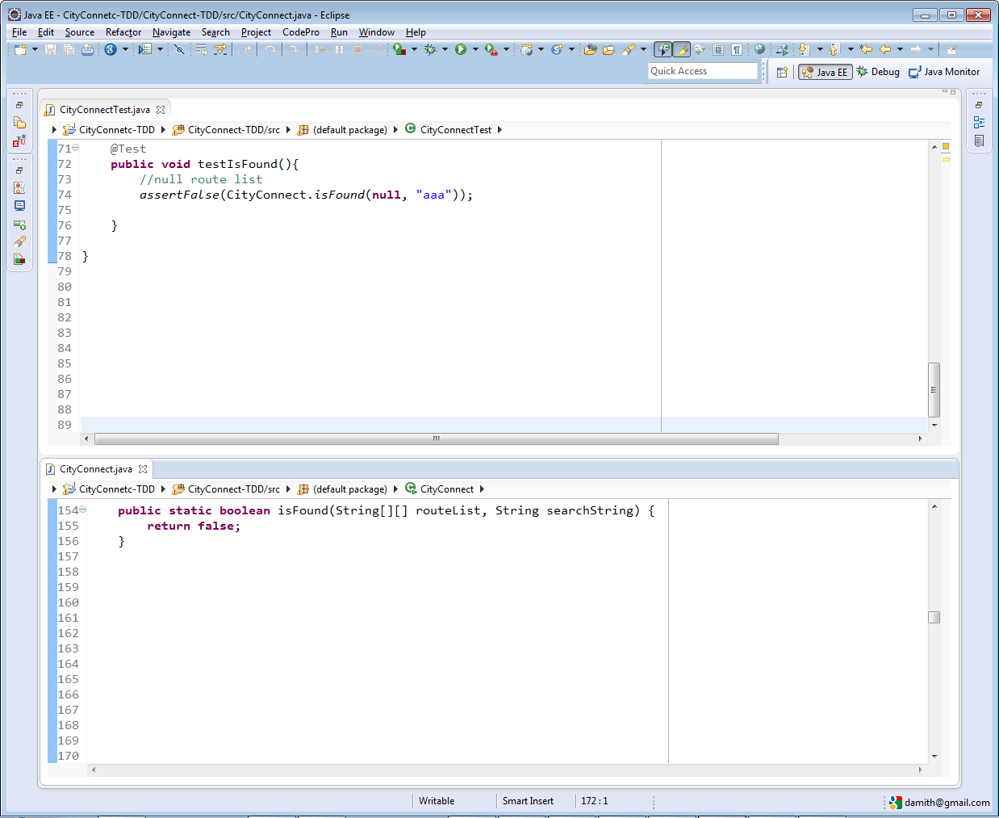 Java EE - CityConnetc-TDD/CityConnect-TDD/src/CityConnect.java - Eclipse
File Edit Source Refactor Navigate Search Project CodePro Run Window Help
Quick Access
Java EE Debug Java Monitor
CityConnectTest.java
CityConnetc-TDD CityConnect-TDD/src (default package) CityConnectTest
71 @Test
72 public void testIsFound(){
73 //null route list
74 assertFalse(CityConnect.isFound(null, "aaa"));
75
76 }
77
78 }
79
80
81
82
83
84
85
86
87
88
89
CityConnect.java
CityConnetc-TDD CityConnect-TDD/src (default package) CityConnect
154 public static boolean isFound(String[][] routeList, String searchString) {
155 return false;
156 }
157
158
159
160
161
162
163
164
165
166
167
168
169
170
Writable Smart Insert 172 : 1 damith@gmail.com